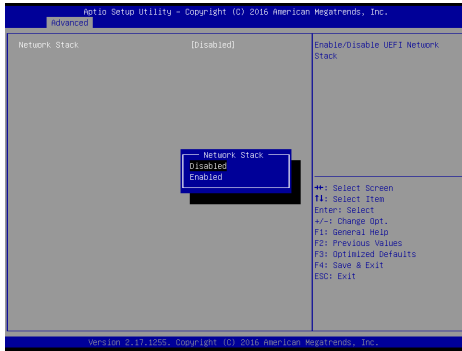 Aptio Setup Utility – Copyright (C) 2016 American Megatrends, Inc.
Advanced
Network Stack [Disabled]
Enable/Disable UEFI Network
Stack
Network Stack
Disabled
Enabled
→←: Select Screen
↑↓: Select Item
Enter: Select
+/-: Change Opt.
F1: General Help
F2: Previous Values
F3: Optimized Defaults
F4: Save & Exit
ESC: Exit
Version 2.17.1255. Copyright (C) 2016 American Megatrends, Inc.